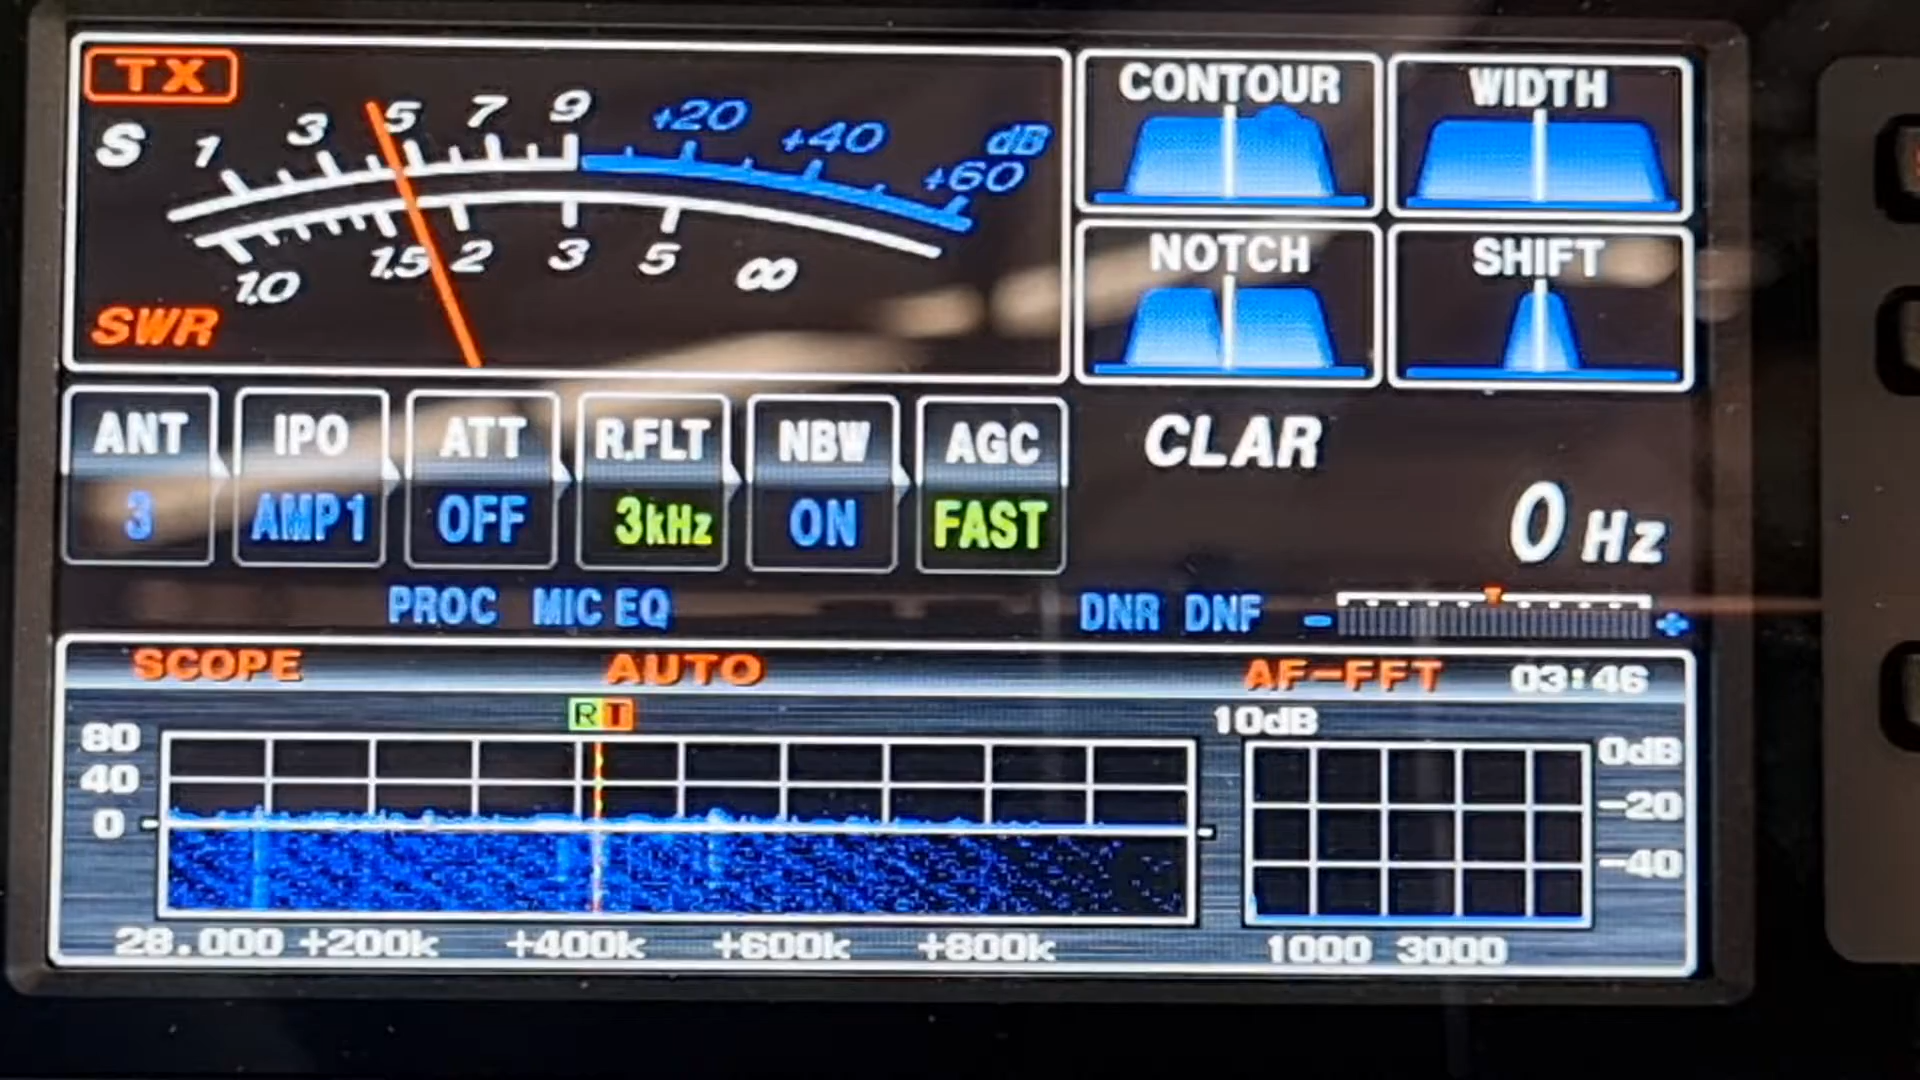 TX
S 1 3 5 7 9 +20 +40 +60 dB
1.0 1.5 2 3 5 ∞
SWR
CONTOUR WIDTH
NOTCH SHIFT
ANT IPO ATT R.FLT NBW AGC
3 AMP1 OFF 3kHz ON FAST
CLAR
0 Hz
PROC MIC EQ DNR DNF - +
SCOPE AUTO AF-FFT 03:46
R T
10dB
80
40
0
0dB
-20
-40
28.000 +200k +400k +600k +800k
1000 3000